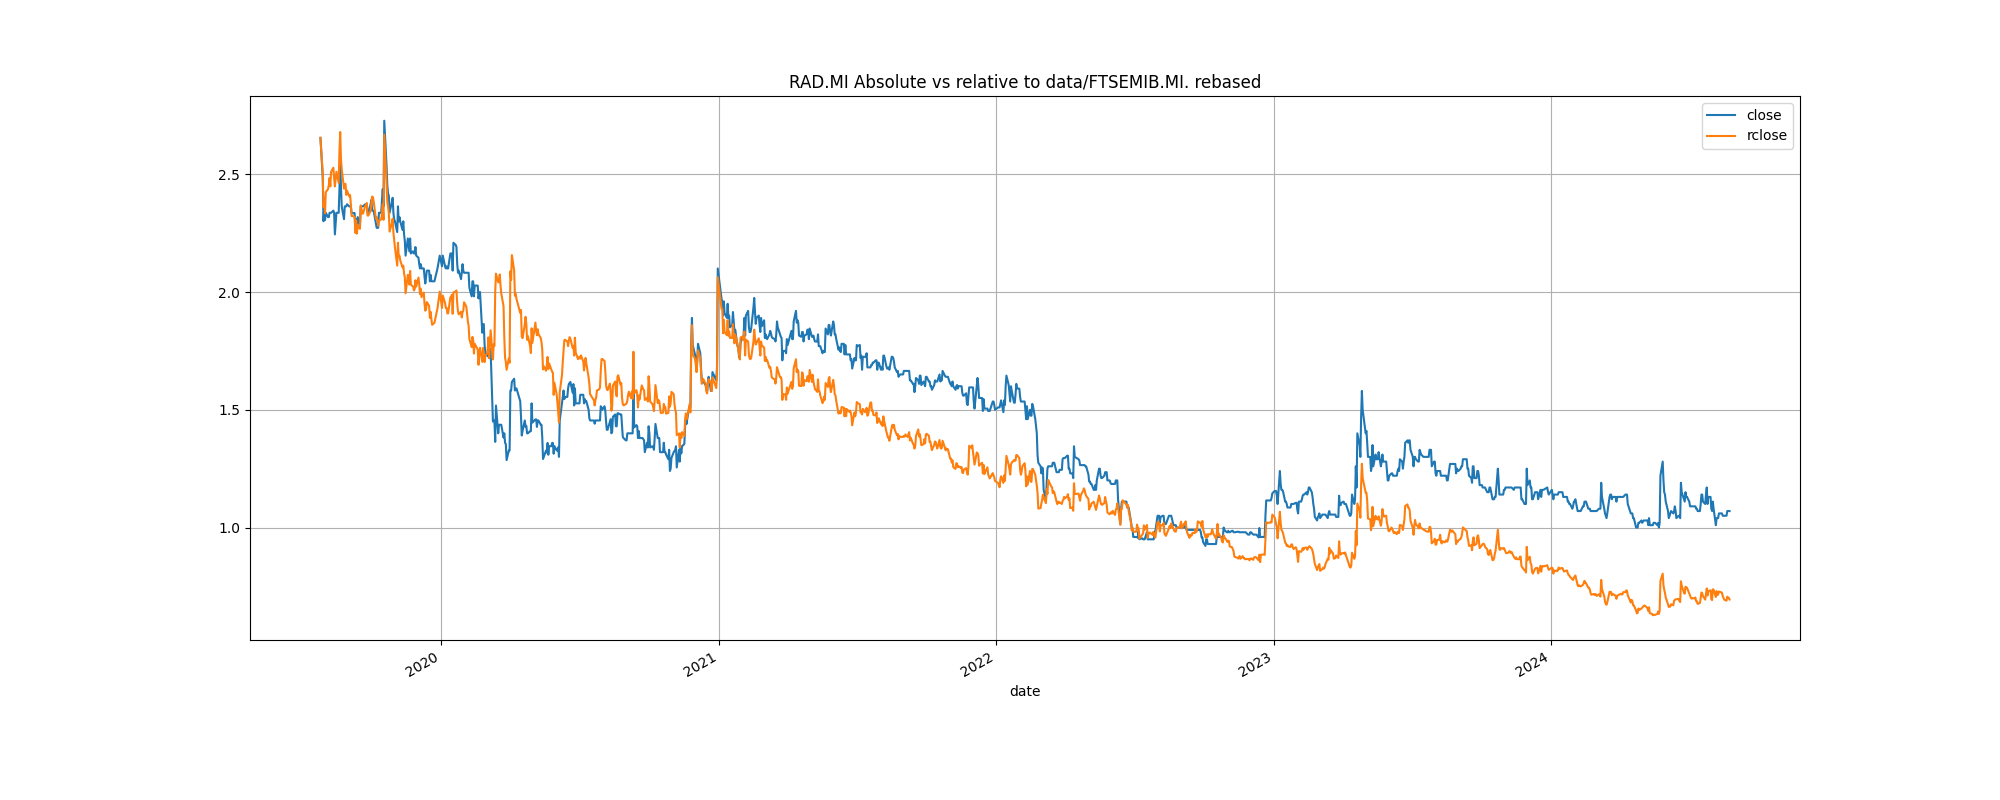 RAD.MI Absolute vs relative to data/FTSEMIB.MI. rebased
close
rclose
2.5
2.0
1.5
1.0
2020
2021
2022
2023
2024
date